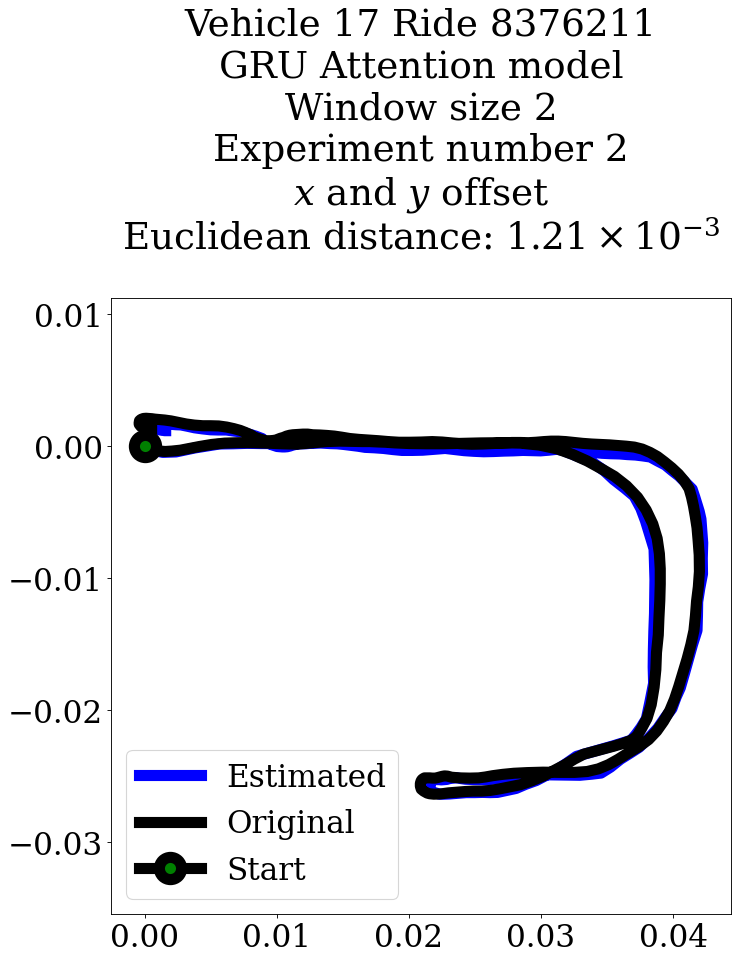 Vehicle 17 Ride 8376211
GRU Attention model
Window size 2
Experiment number 2
x and y offset
Euclidean distance: 1.21 × 10⁻³
0.01
0.00
−0.01
−0.02
−0.03
Estimated
Original
Start
0.00 0.01 0.02 0.03 0.04